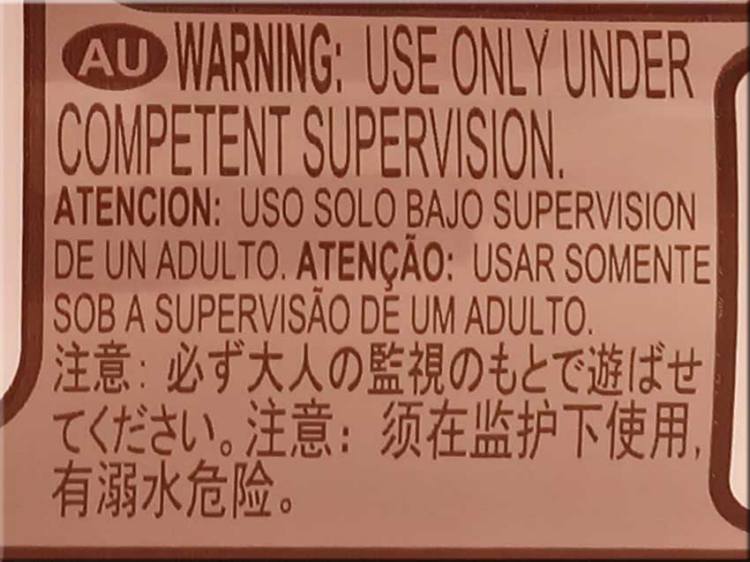 AU WARNING: USE ONLY UNDER
COMPETENT SUPERVISION.
ATENCION: USO SOLO BAJO SUPERVISION
DE UN ADULTO. ATENÇÃO: USAR SOMENTE
SOB A SUPERVISÃO DE UM ADULTO.
注意: 必ず大人の監視のもとで遊ばせ
てください。注意: 须在监护下使用,
有溺水危险。